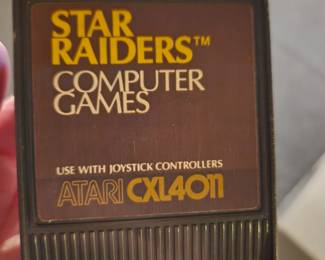 STAR
RAIDERS™
COMPUTER
GAMES
USE WITH JOYSTICK CONTROLLERS
ATARI CXL4011